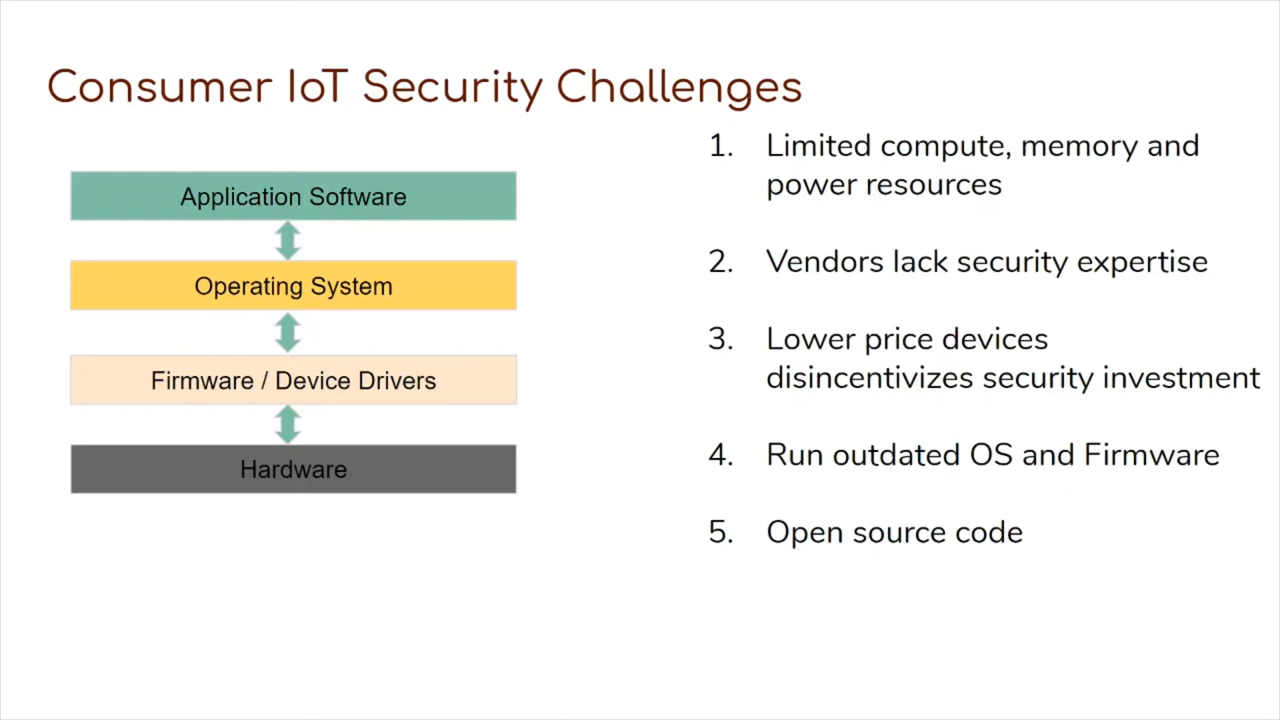 Consumer IoT Security Challenges
Application Software
Operating System
Firmware / Device Drivers
Hardware
1. Limited compute, memory and
power resources
2. Vendors lack security expertise
3. Lower price devices
disincentivizes security investment
4. Run outdated OS and Firmware
5. Open source code